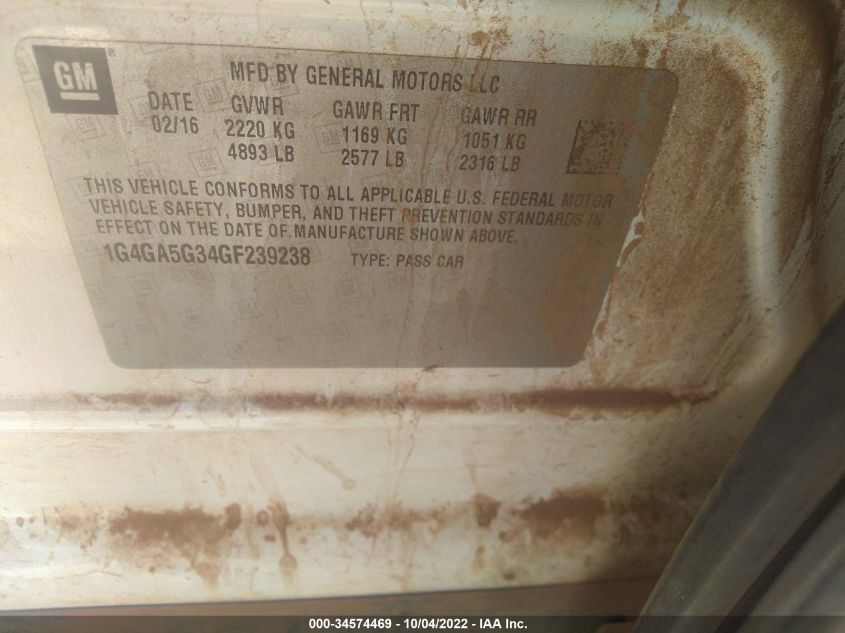 GM
MFD BY GENERAL MOTORS LLC
DATE GVWR GAWR FRT GAWR RR
02/16 2220 KG 1169 KG 1051 KG
4893 LB 2577 LB 2316 LB
THIS VEHICLE CONFORMS TO ALL APPLICABLE U.S. FEDERAL MOTOR
VEHICLE SAFETY, BUMPER, AND THEFT PREVENTION STANDARDS IN
EFFECT ON THE DATE OF MANUFACTURE SHOWN ABOVE.
1G4GA5G34GF239238 TYPE: PASS CAR
000-34574469 - 10/04/2022 - IAA Inc.